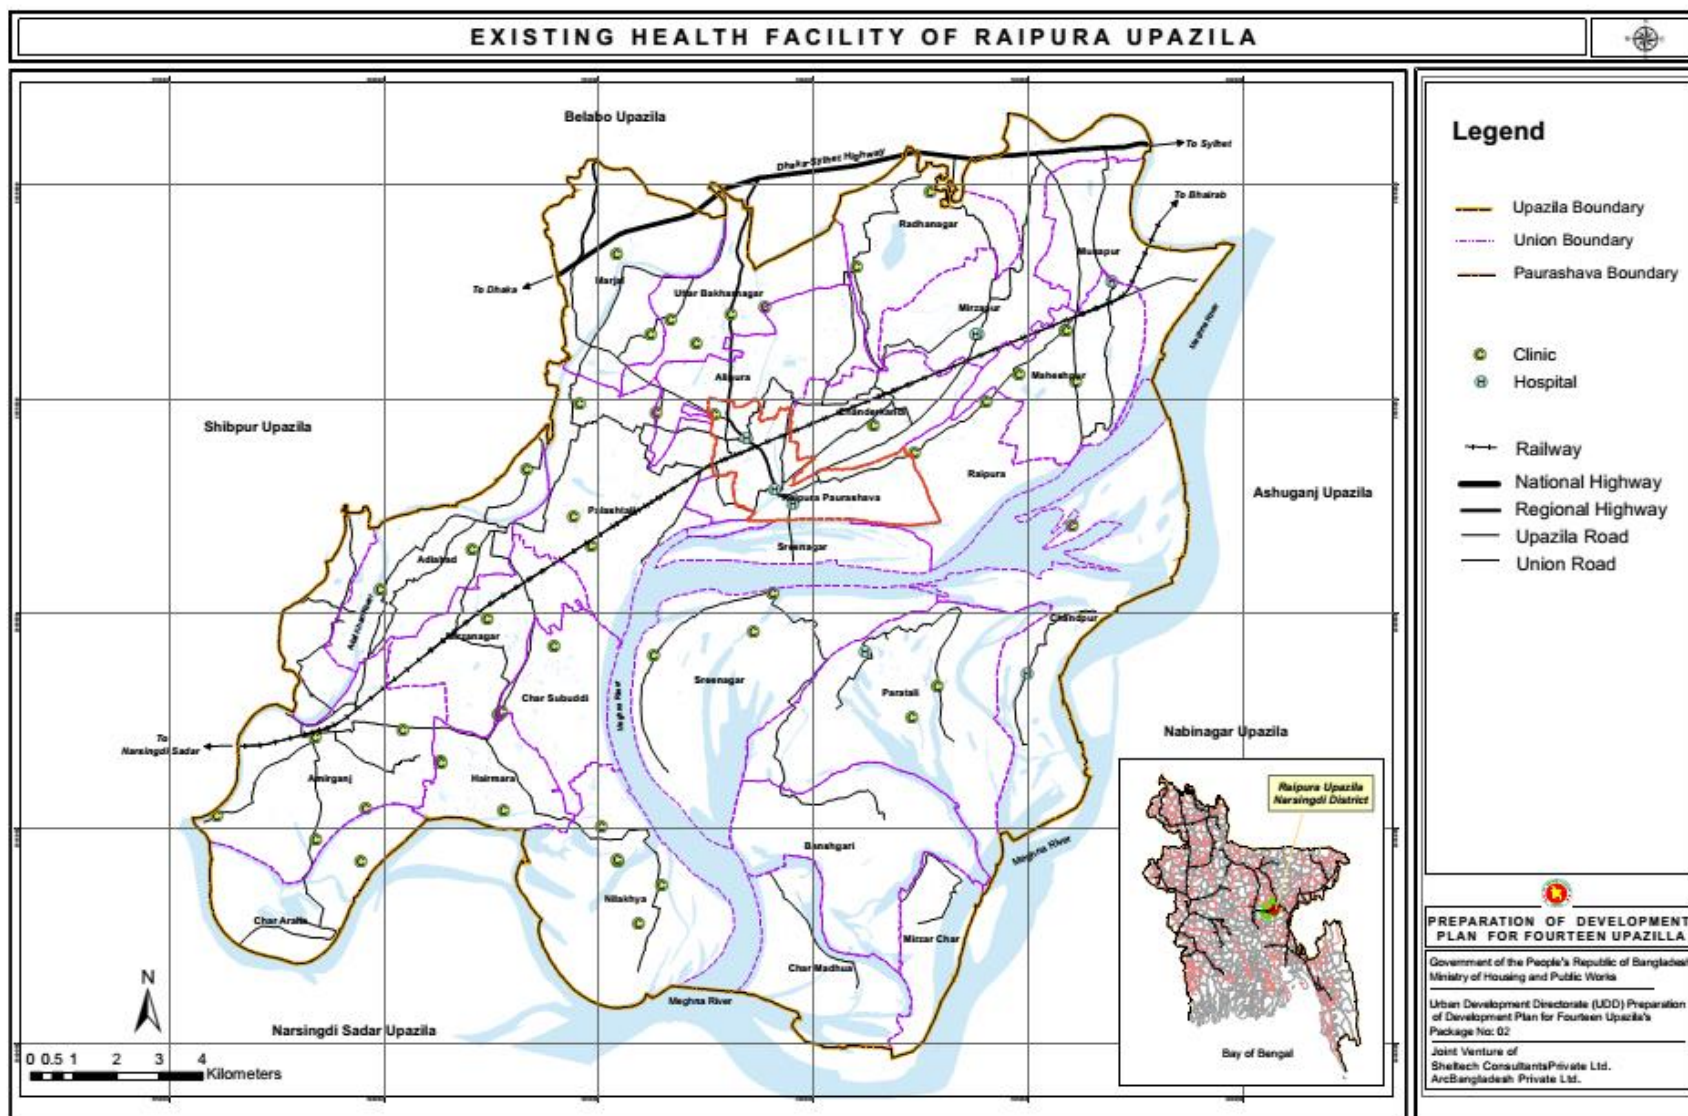 EXISTING HEALTH FACILITY OF RAIPURA UPAZILA
Belabo Upazila
Dhaka-Sylhet Highway
To Sylhet
To Bhairab
Radhanagar
Musapur
To Dhaka
Marjal
Uttar Bakharnagar
Mirzapur
Meghna River
Alipura
Maheshpur
Chanderkandi
Shibpur Upazila
Raipura
Ashuganj Upazila
Raipura Paurashava
Palashtali
Sreenagar
Adiabad
Chandpur
Mirzanagar
Char Subuddi
Meghna River
Sreenagar
Paratali
To
Narsingdi Sadar
Nabinagar Upazila
Amirganj
Hairmara
Banshgari
Meghna River
Nilakhya
Char Aralia
Mirzar Char
Char Madhua
Meghna River
Narsingdi Sadar Upazila
N
0 0.5 1 2 3 4
Kilometers
Raipura Upazila
Narsingdi District
Bay of Bengal
Legend
Upazila Boundary
Union Boundary
Paurashava Boundary
C Clinic
H Hospital
Railway
National Highway
Regional Highway
Upazila Road
Union Road
PREPARATION OF DEVELOPMENT
PLAN FOR FOURTEEN UPAZILLA
Government of the People's Republic of Bangladesh
Ministry of Housing and Public Works
Urban Development Directorate (UDD) Preparation
of Development Plan for Fourteen Upazila's
Package No: 02
Joint Venture of
Sheltech ConsultantsPrivate Ltd.
ArcBangladesh Private Ltd.